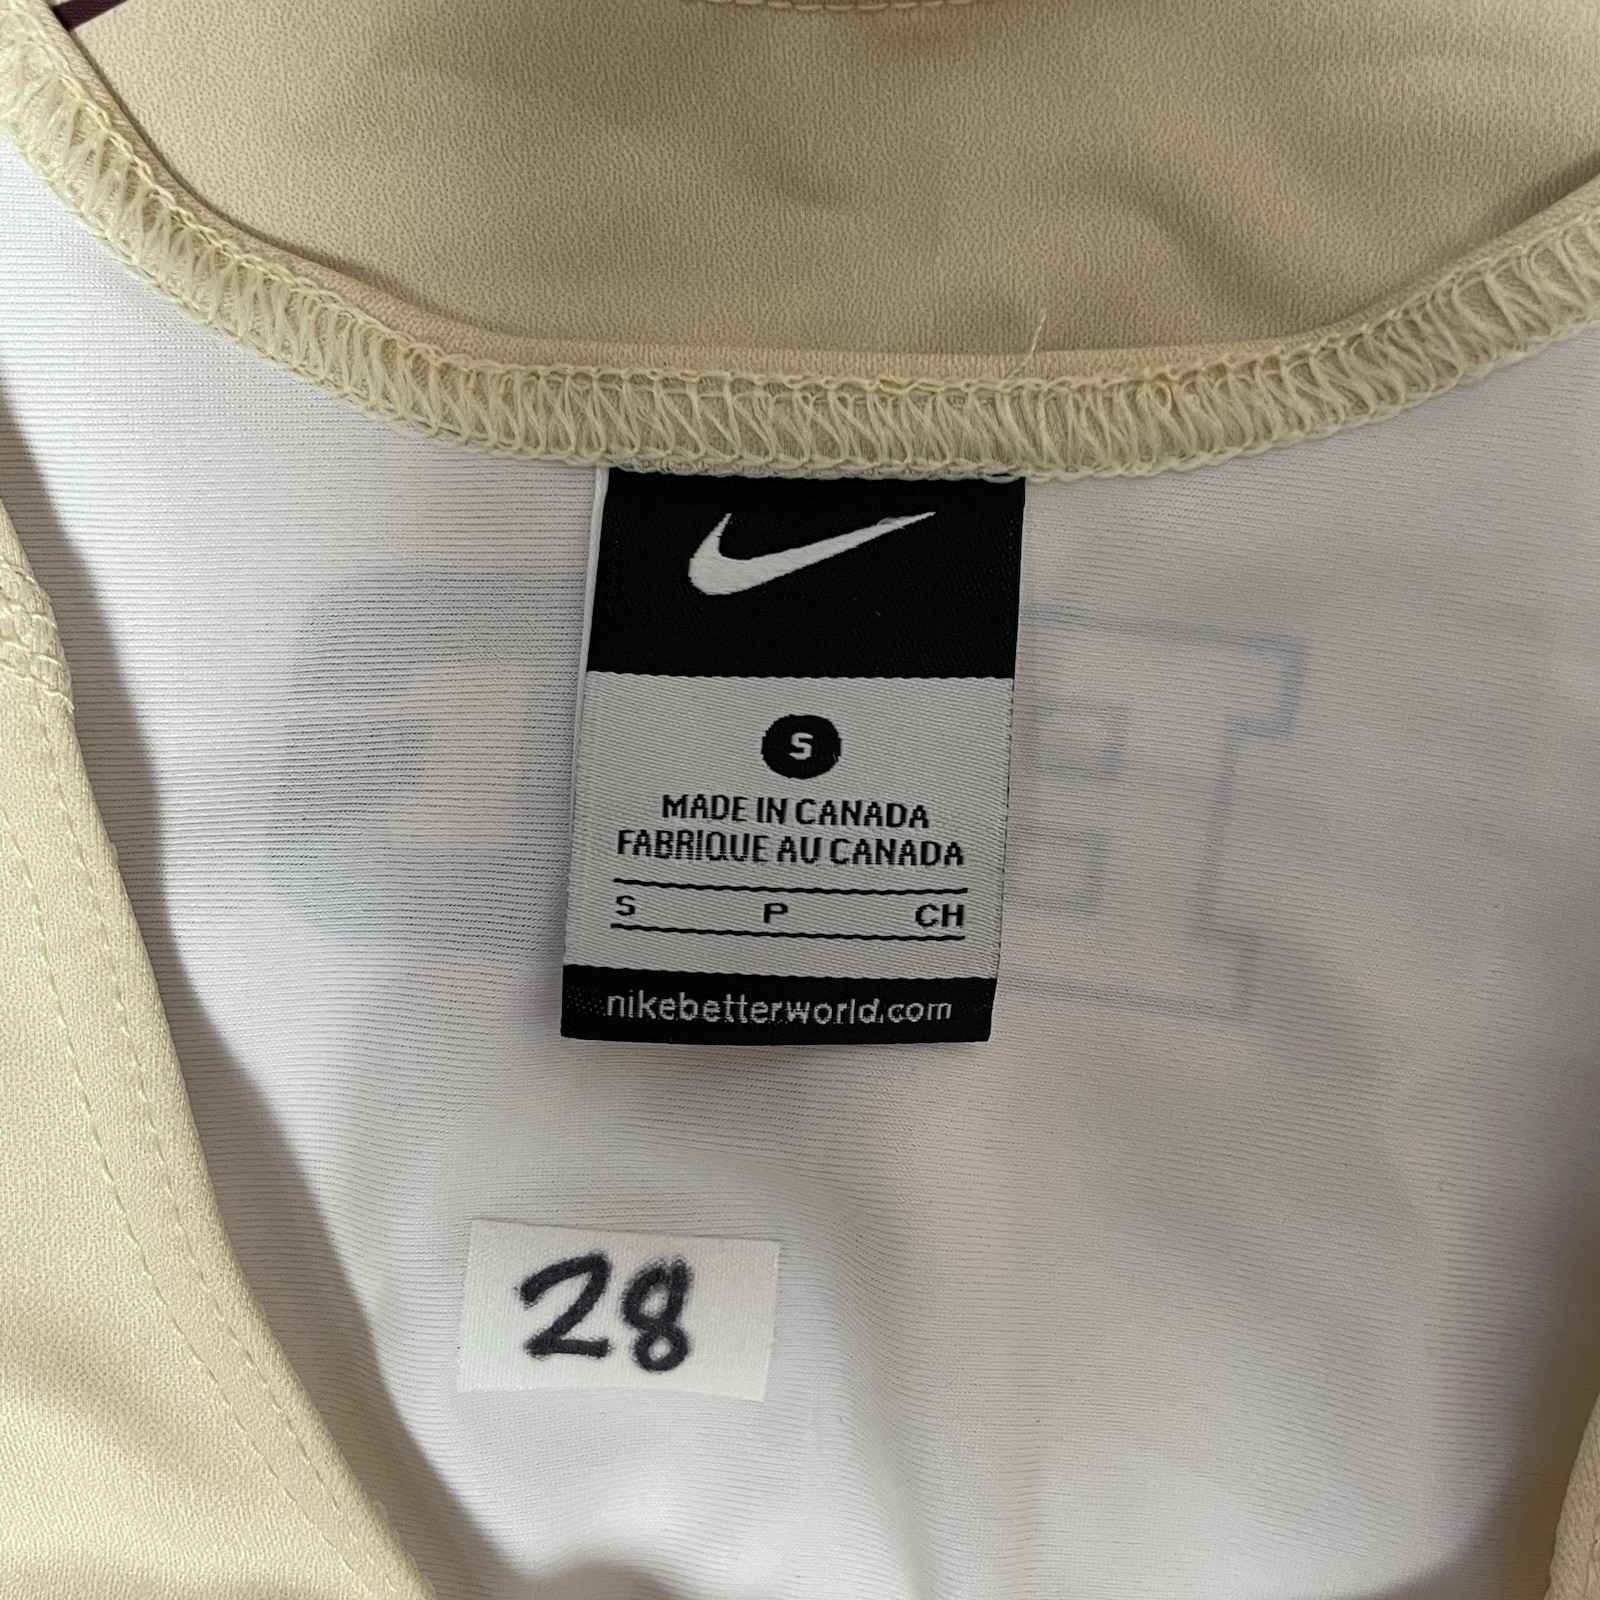 S
MADE IN CANADA
FABRIQUE AU CANADA
S P CH
nikebetterworld.com
28